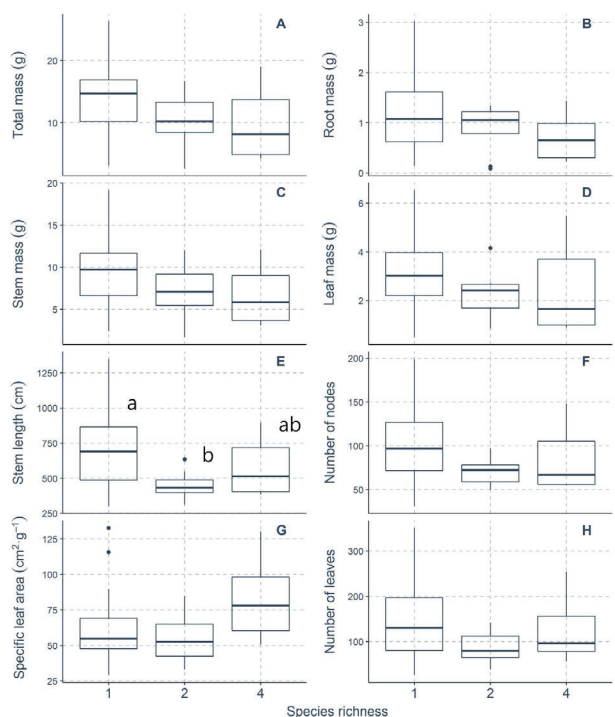 A
Total mass (g)
20
10
B
Root mass (g)
3
2
1
0
C
Stem mass (g)
20
15
10
5
D
Leaf mass (g)
6
4
2
E
Stem length (cm)
1250
1000
750
500
250
a
b
ab
F
Number of nodes
200
150
100
50
G
Specific leaf area (cm²·g⁻¹)
125
100
75
50
25
1 2 4
H
Number of leaves
300
200
100
1 2 4
Species richness